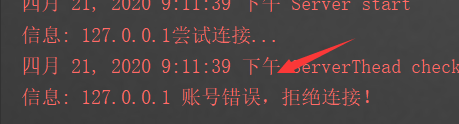 四月 21, 2020 9:11:39 下午 Server start
信息: 127.0.0.1尝试连接...
四月 21, 2020 9:11:39 下午 ServerThead check
信息: 127.0.0.1 账号错误，拒绝连接！